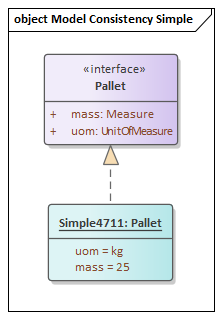 object Model Consistency Simple
«interface»
Pallet
+ mass: Measure
+ uom: UnitOfMeasure
Simple4711: Pallet
uom = kg
mass = 25